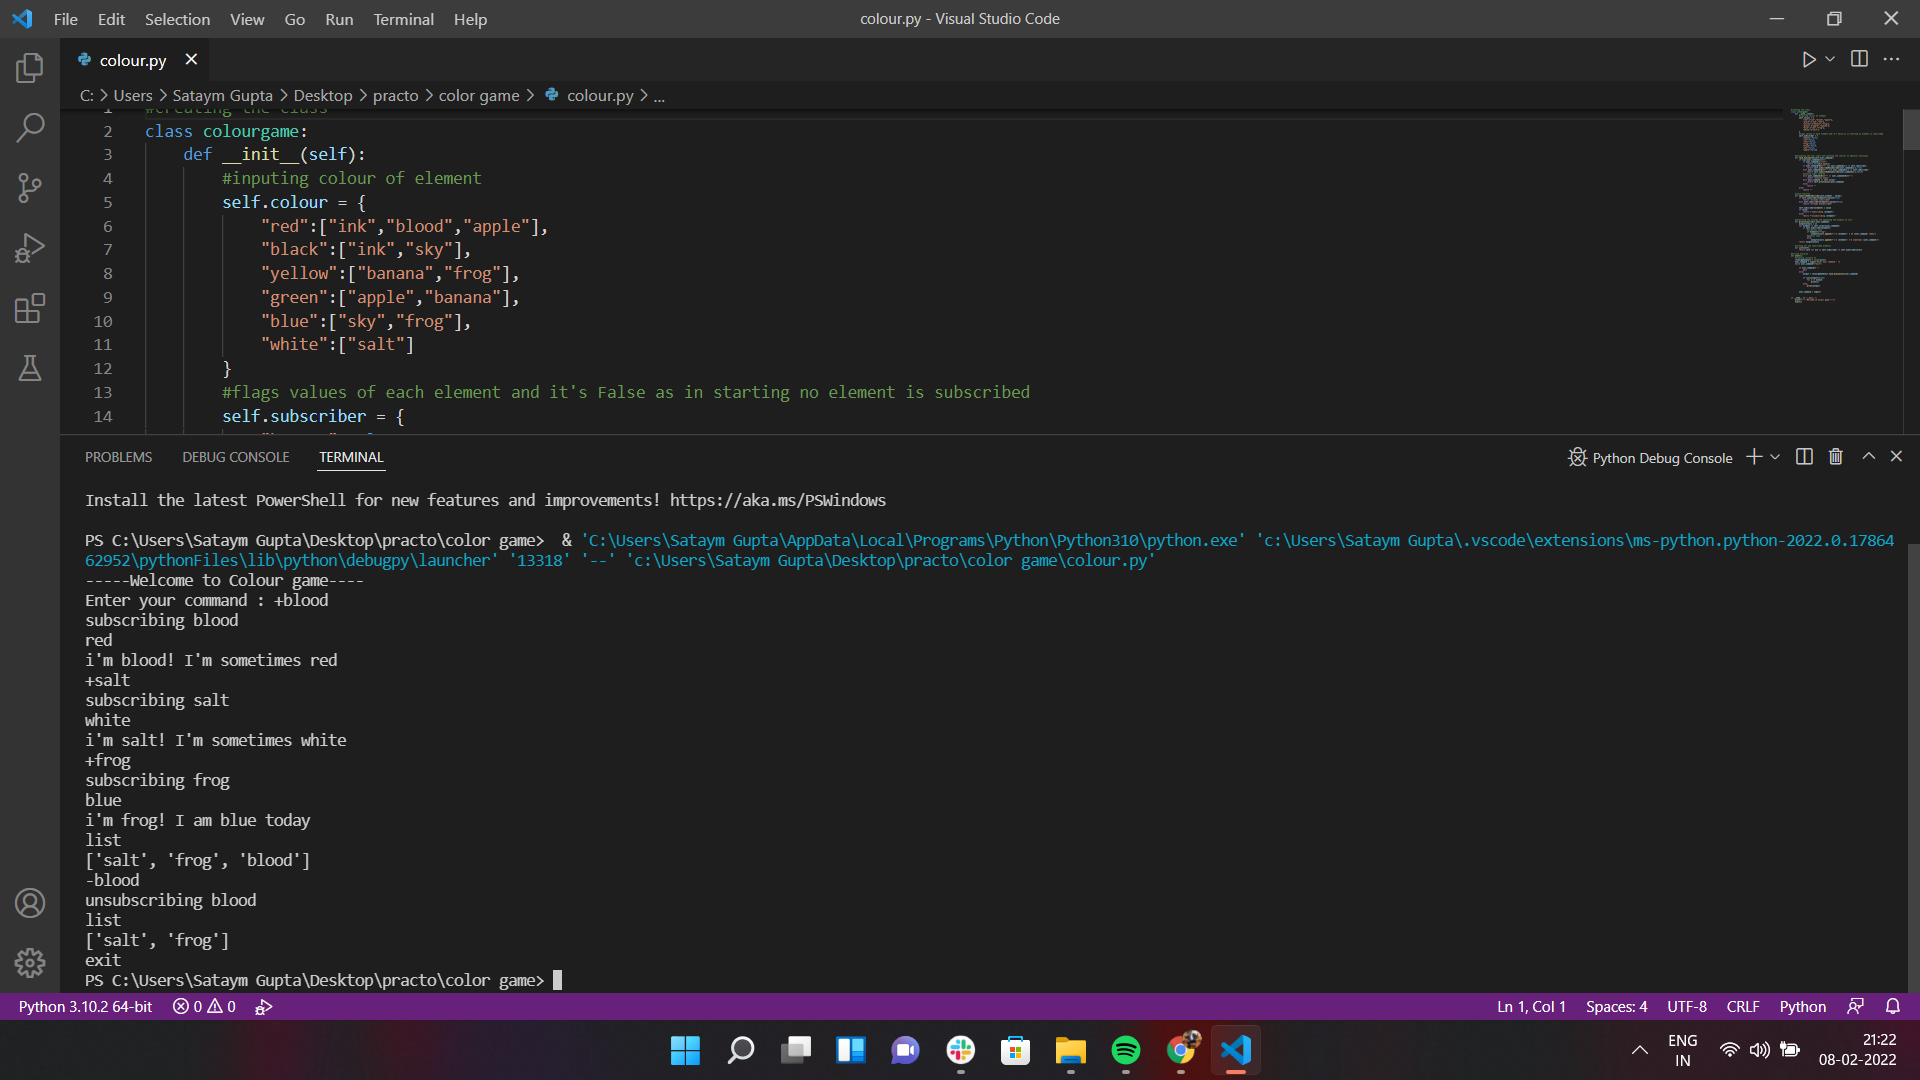 File Edit Selection View Go Run Terminal Help colour.py - Visual Studio Code
colour.py
C: > Users > Sataym Gupta > Desktop > practo > color game > colour.py > ...
1 #creating the class
2 class colourgame:
3 def __init__(self):
4 #inputing colour of element
5 self.colour = {
6 "red":["ink","blood","apple"],
7 "black":["ink","sky"],
8 "yellow":["banana","frog"],
9 "green":["apple","banana"],
10 "blue":["sky","frog"],
11 "white":["salt"]
12 }
13 #flags values of each element and it's False as in starting no element is subscribed
14 self.subscriber = {
PROBLEMS DEBUG CONSOLE TERMINAL Python Debug Console
Install the latest PowerShell for new features and improvements! https://aka.ms/PSWindows
PS C:\Users\Sataym Gupta\Desktop\practo\color game>  & 'C:\Users\Sataym Gupta\AppData\Local\Programs\Python\Python310\python.exe' 'c:\Users\Sataym Gupta\.vscode\extensions\ms-python.python-2022.0.17864
62952\pythonFiles\lib\python\debugpy\launcher' '13318' '--' 'c:\Users\Sataym Gupta\Desktop\practo\color game\colour.py'
-----Welcome to Colour game----
Enter your command : +blood
subscribing blood
red
i'm blood! I'm sometimes red
+salt
subscribing salt
white
i'm salt! I'm sometimes white
+frog
subscribing frog
blue
i'm frog! I am blue today
list
['salt', 'frog', 'blood']
-blood
unsubscribing blood
list
['salt', 'frog']
exit
PS C:\Users\Sataym Gupta\Desktop\practo\color game>
Python 3.10.2 64-bit 0 0 Ln 1, Col 1 Spaces: 4 UTF-8 CRLF Python
ENG 21:22
IN 08-02-2022